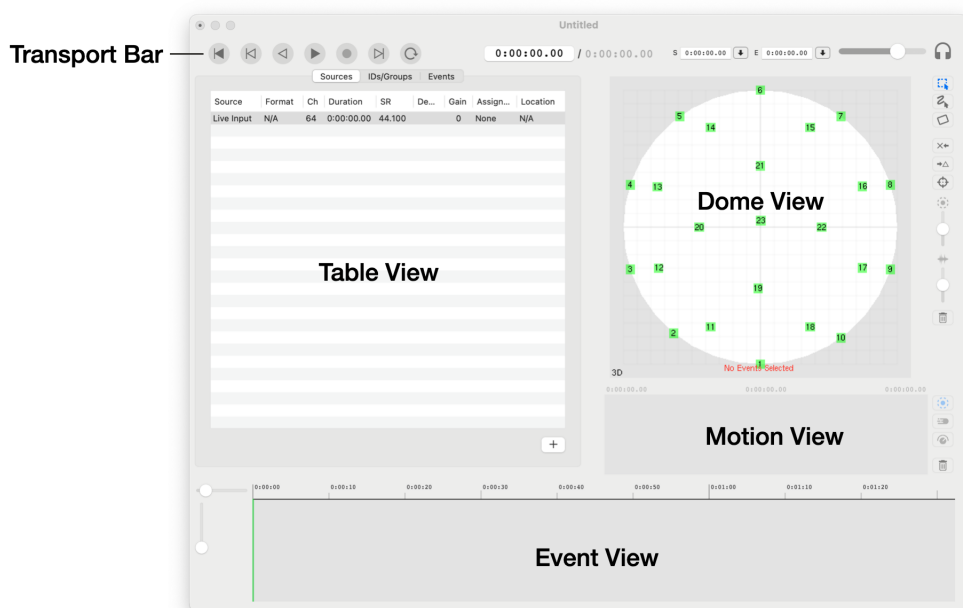 Untitled
Transport Bar
0:00:00.00 / 0:00:00.00 S 0:00:00.00 E 0:00:00.00
Sources IDs/Groups Events
Source Format Ch Duration SR De... Gain Assign... Location
Live Input N/A 64 0:00:00.00 44.100 0 None N/A
6
5 7
14 15
21
4 13 16 8
Dome View
23
20 22
Table View
3 12 17 9
19
11 18
2 10
1
No Events Selected
3D
0:00:00.00 0:00:00.00 0:00:00.00
Motion View
+
0:00:00 0:00:10 0:00:20 0:00:30 0:00:40 0:00:50 0:01:00 0:01:10 0:01:20
Event View